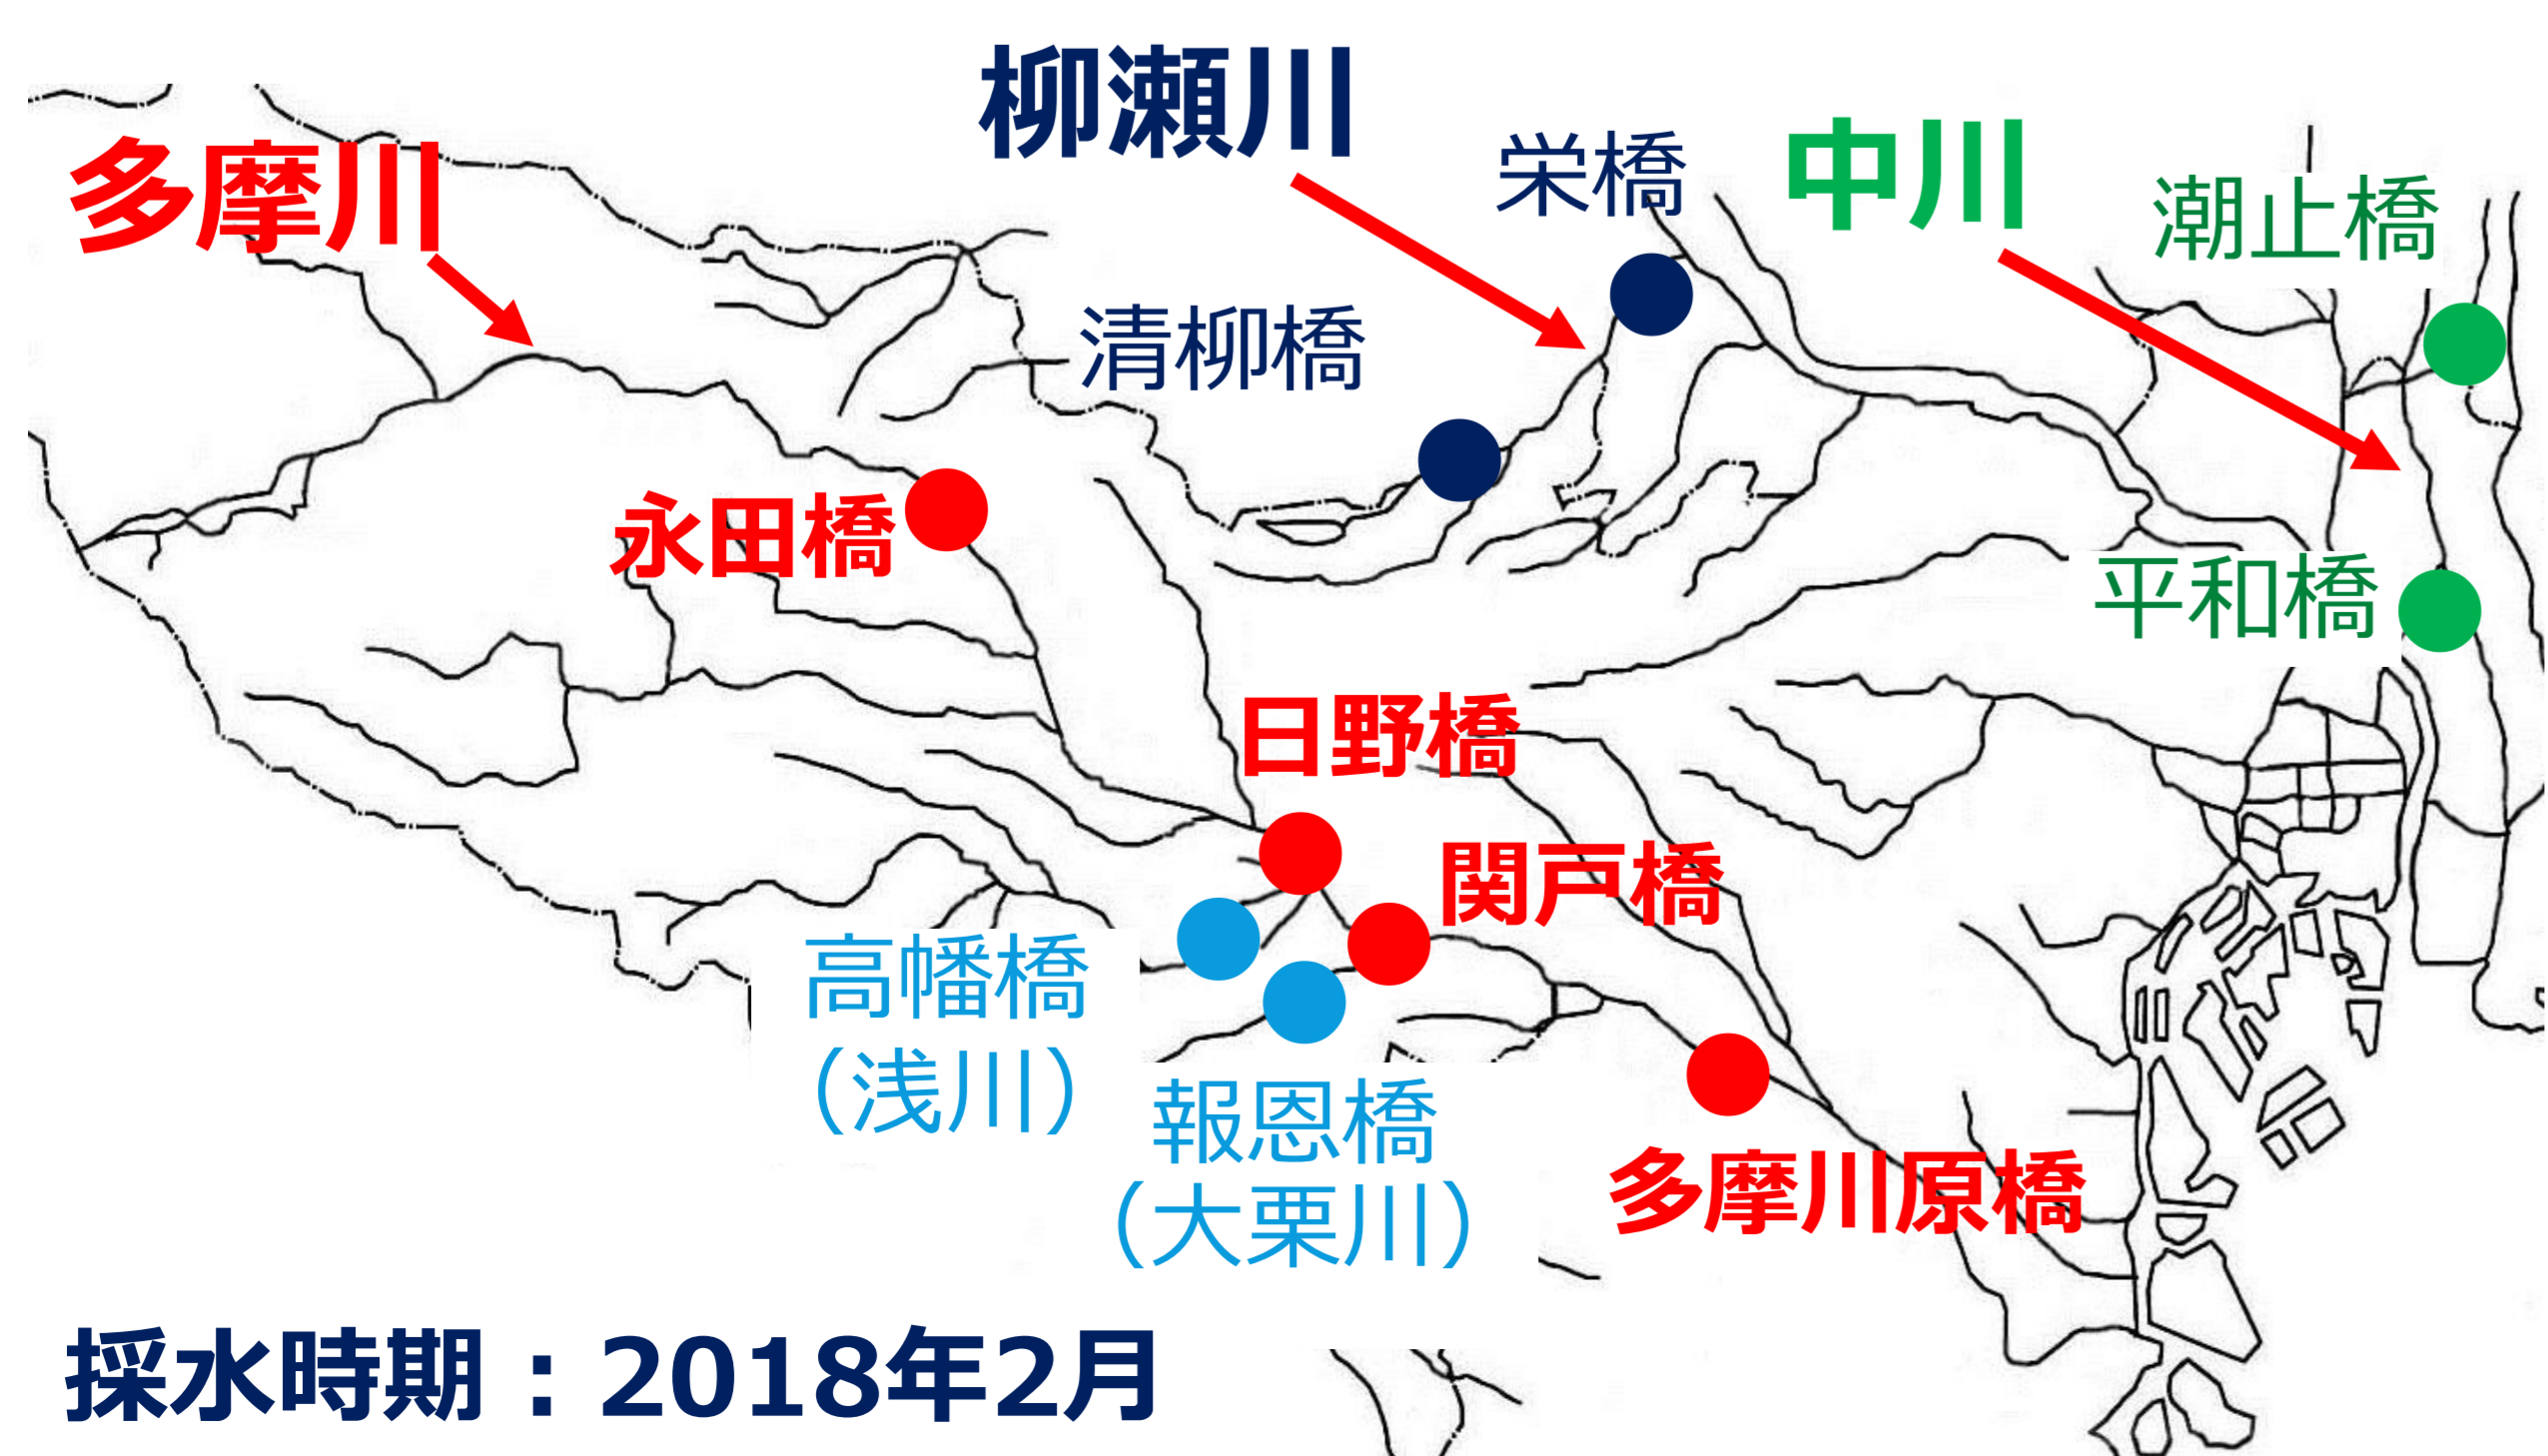 柳瀬川
多摩川
栄橋
中川
潮止橋
清柳橋
永田橋
平和橋
日野橋
関戸橋
高幡橋
（浅川）
報恩橋
（大栗川）
多摩川原橋
採水時期：2018年2月